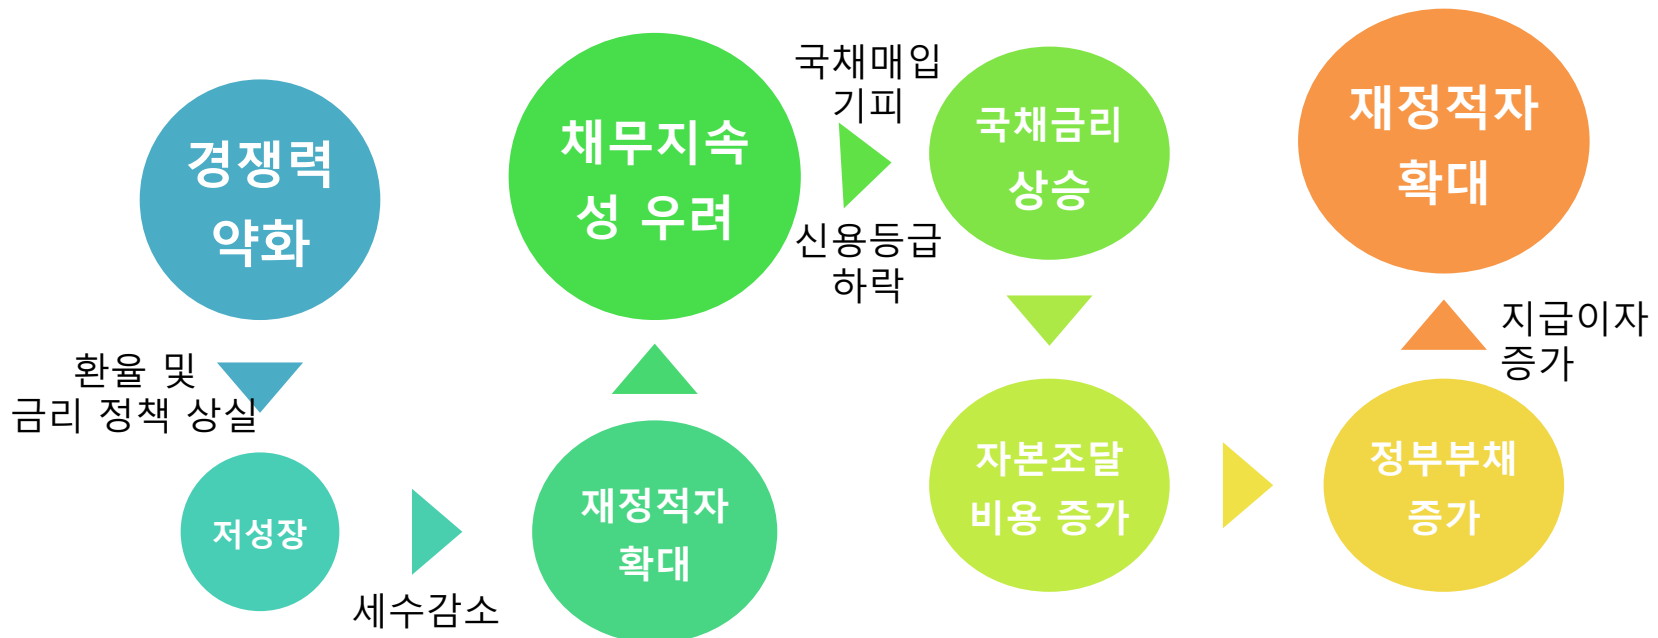 경쟁력
약화
환율 및
금리 정책 상실
저성장
세수감소
재정적자
확대
채무지속
성 우려
국채매입
기피
신용등급
하락
국채금리
상승
자본조달
비용 증가
정부부채
증가
지급이자
증가
재정적자
확대